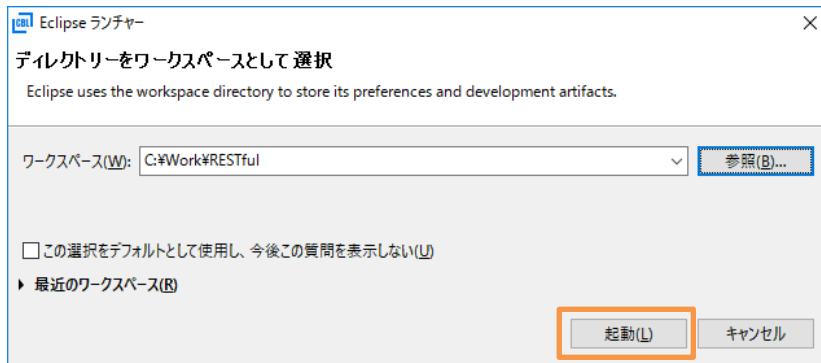 CBL Eclipse ランチャー
ディレクトリーをワークスペースとして選択
Eclipse uses the workspace directory to store its preferences and development artifacts.
ワークスペース(W): C:¥Work¥RESTful 参照(B)...
この選択をデフォルトとして使用し、今後この質問を表示しない(U)
最近のワークスペース(R)
起動(L) キャンセル